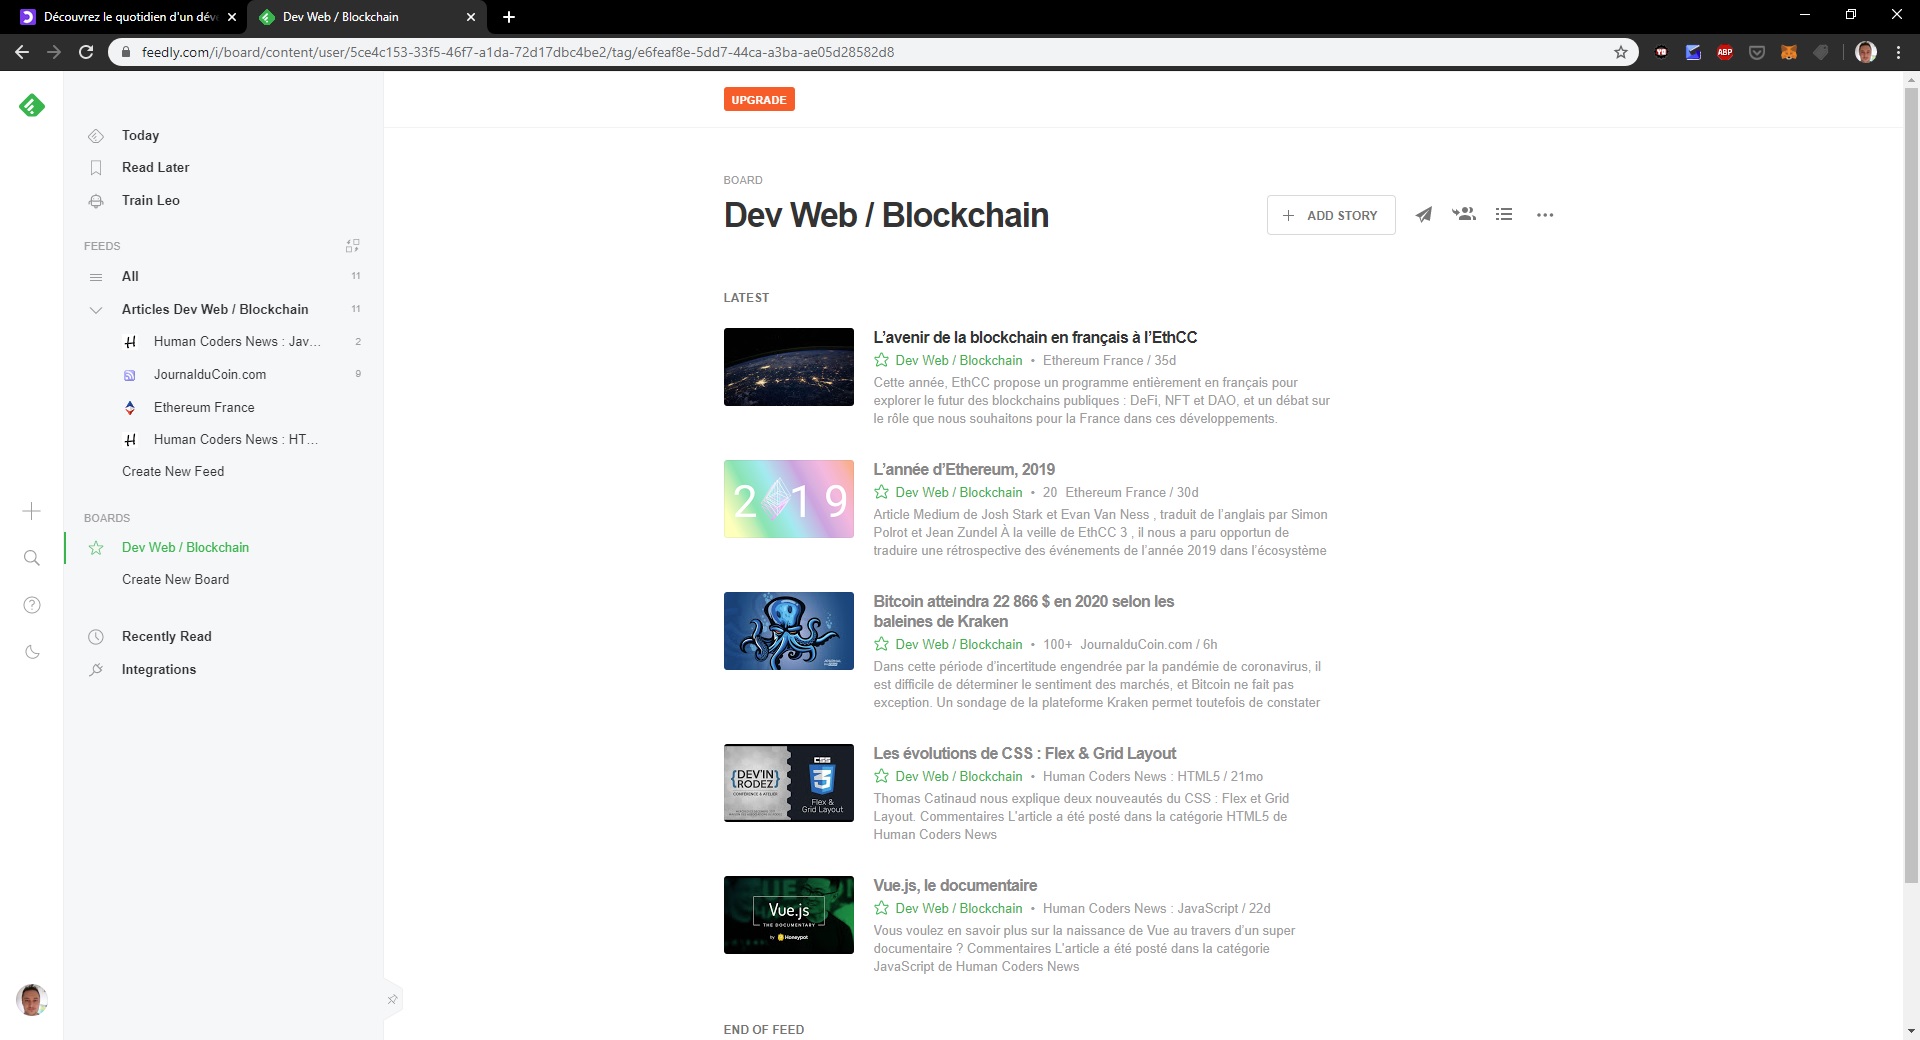 Découvrez le quotidien d'un dév
Dev Web / Blockchain
feedly.com/i/board/content/user/5ce4c153-33f5-46f7-a1da-72d17dbc4be2/tag/e6feaf8e-5dd7-44ca-a3ba-ae05d28582d8
ABP
UPGRADE
Today
Read Later
Train Leo
FEEDS
All 11
Articles Dev Web / Blockchain 11
Human Coders News : Jav... 2
JournalduCoin.com 9
Ethereum France
Human Coders News : HT...
Create New Feed
BOARDS
Dev Web / Blockchain
Create New Board
Recently Read
Integrations
BOARD
Dev Web / Blockchain
ADD STORY
LATEST
L'avenir de la blockchain en français à l'EthCC
Dev Web / Blockchain • Ethereum France / 35d
Cette année, EthCC propose un programme entièrement en français pour
explorer le futur des blockchains publiques : DeFi, NFT et DAO, et un débat sur
le rôle que nous souhaitons pour la France dans ces développements.
2019
L'année d'Ethereum, 2019
Dev Web / Blockchain • 20 Ethereum France / 30d
Article Medium de Josh Stark et Evan Van Ness , traduit de l'anglais par Simon
Polrot et Jean Zundel À la veille de EthCC 3 , il nous a paru opportun de
traduire une rétrospective des événements de l'année 2019 dans l'écosystème
Bitcoin atteindra 22 866 $ en 2020 selon les
baleines de Kraken
Dev Web / Blockchain • 100+ JournalduCoin.com / 6h
Dans cette période d'incertitude engendrée par la pandémie de coronavirus, il
est difficile de déterminer le sentiment des marchés, et Bitcoin ne fait pas
exception. Un sondage de la plateforme Kraken permet toutefois de constater
{DEV'IN
RODEZ}
CONFÉRENCE & ATELIER
CSS
3
Flex &
Grid Layout
Les évolutions de CSS : Flex & Grid Layout
Dev Web / Blockchain • Human Coders News : HTML5 / 21mo
Thomas Catinaud nous explique deux nouveautés du CSS : Flex et Grid
Layout. Commentaires L'article a été posté dans la catégorie HTML5 de
Human Coders News
Vue.js
THE DOCUMENTARY
by Honeypot
Vue.js, le documentaire
Dev Web / Blockchain • Human Coders News : JavaScript / 22d
Vous voulez en savoir plus sur la naissance de Vue au travers d'un super
documentaire ? Commentaires L'article a été posté dans la catégorie
JavaScript de Human Coders News
END OF FEED